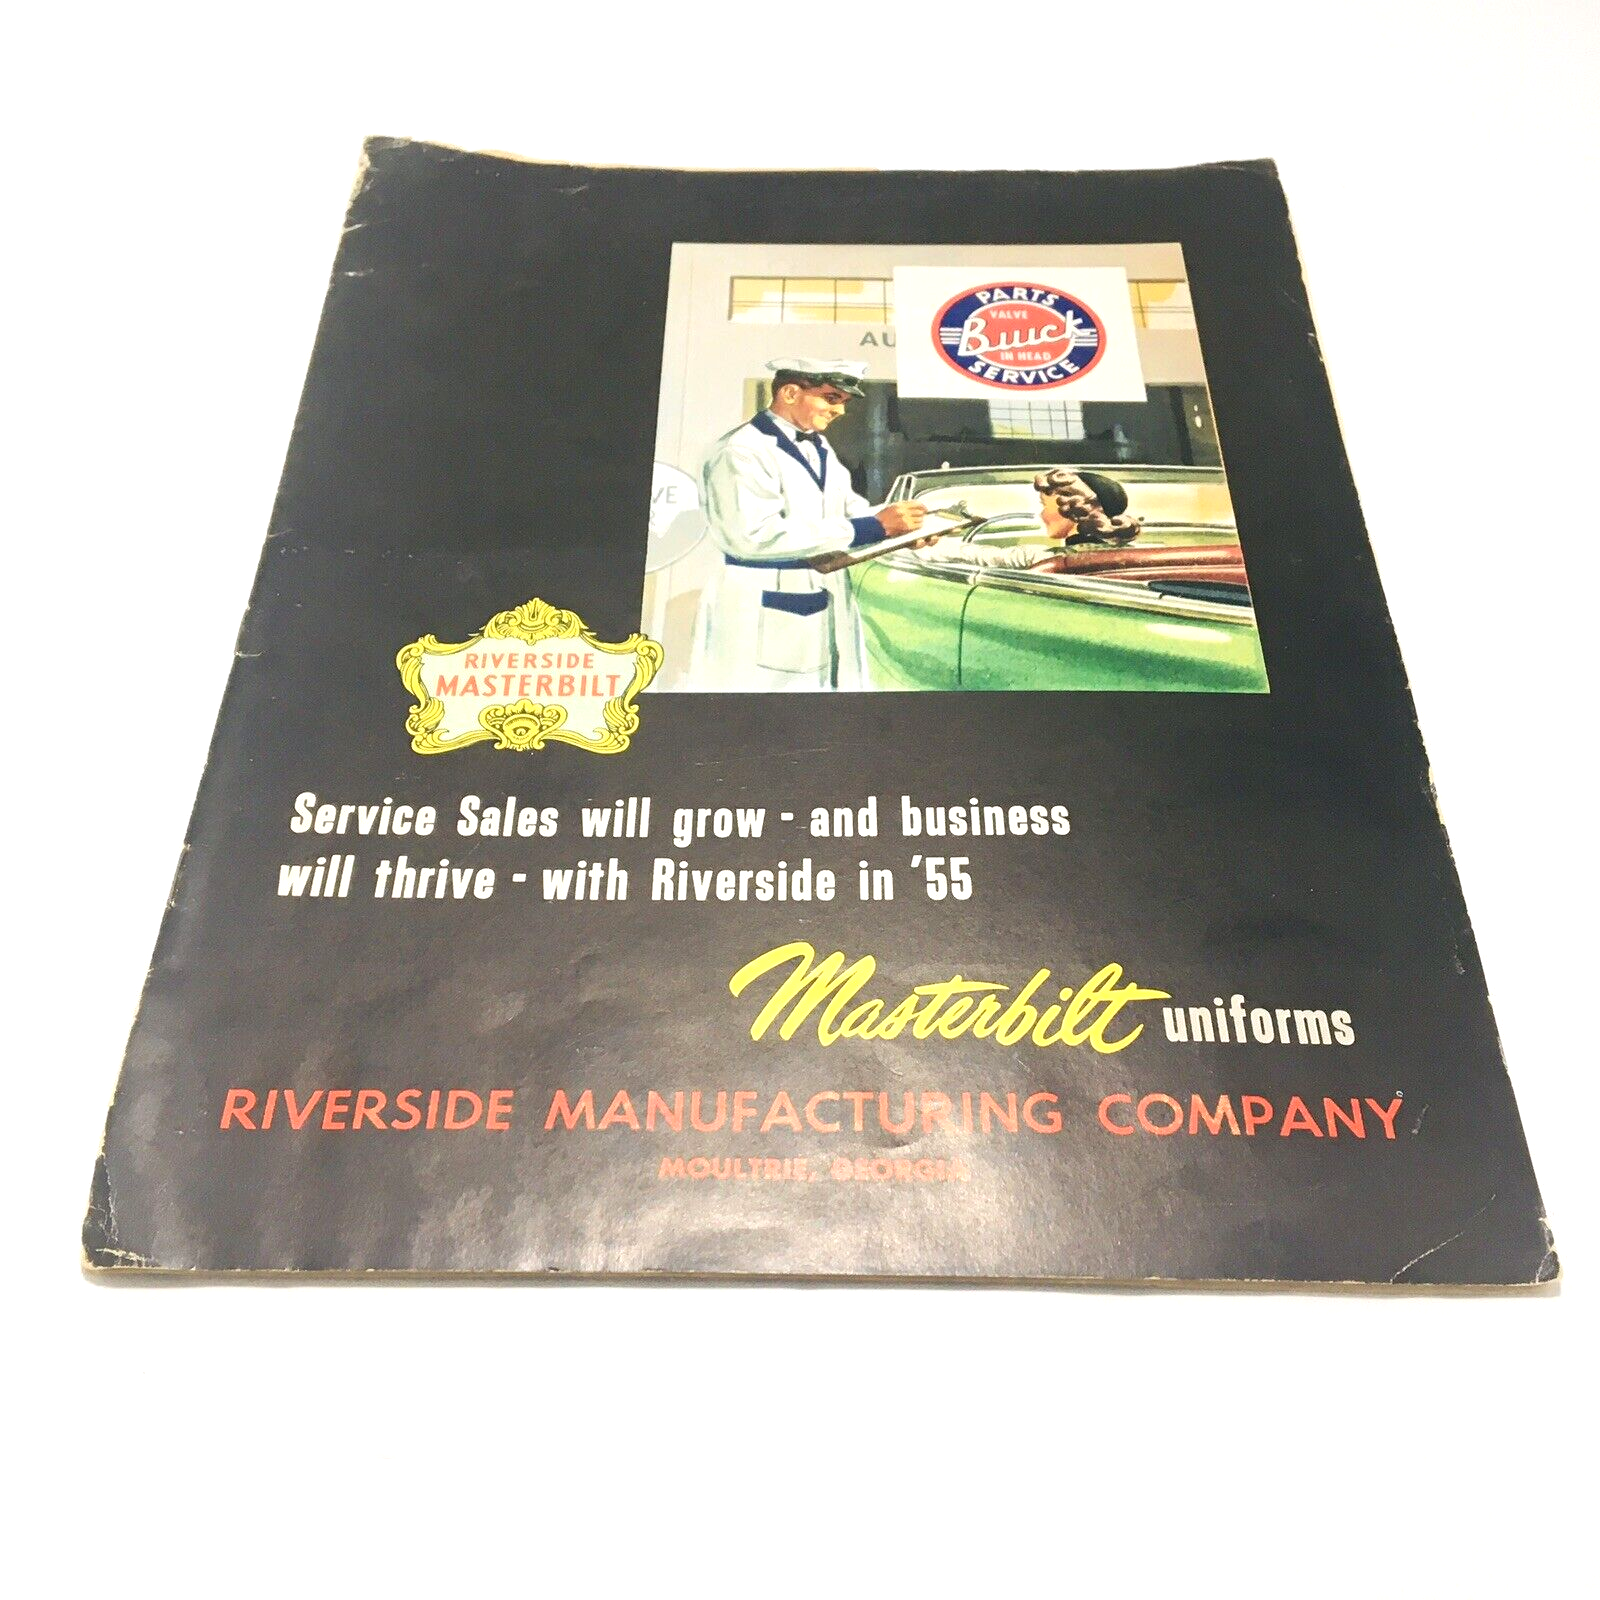 PARTS
VALVE
Buick
IN HEAD
SERVICE
AU
VE
RIVERSIDE
MASTERBILT
Service Sales will grow - and business
will thrive - with Riverside in '55
Masterbilt uniforms
RIVERSIDE MANUFACTURING COMPANY
MOULTRIE, GEORGIA